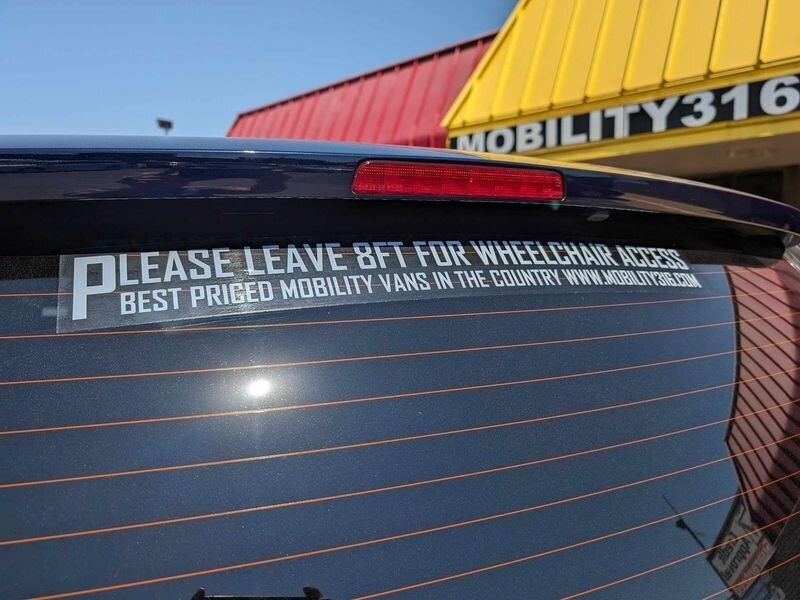 MOBILITY316
PLEASE LEAVE 8FT FOR WHEELCHAIR ACCESS
BEST PRICED MOBILITY VANS IN THE COUNTRY WWW.MOBILITY316.COM